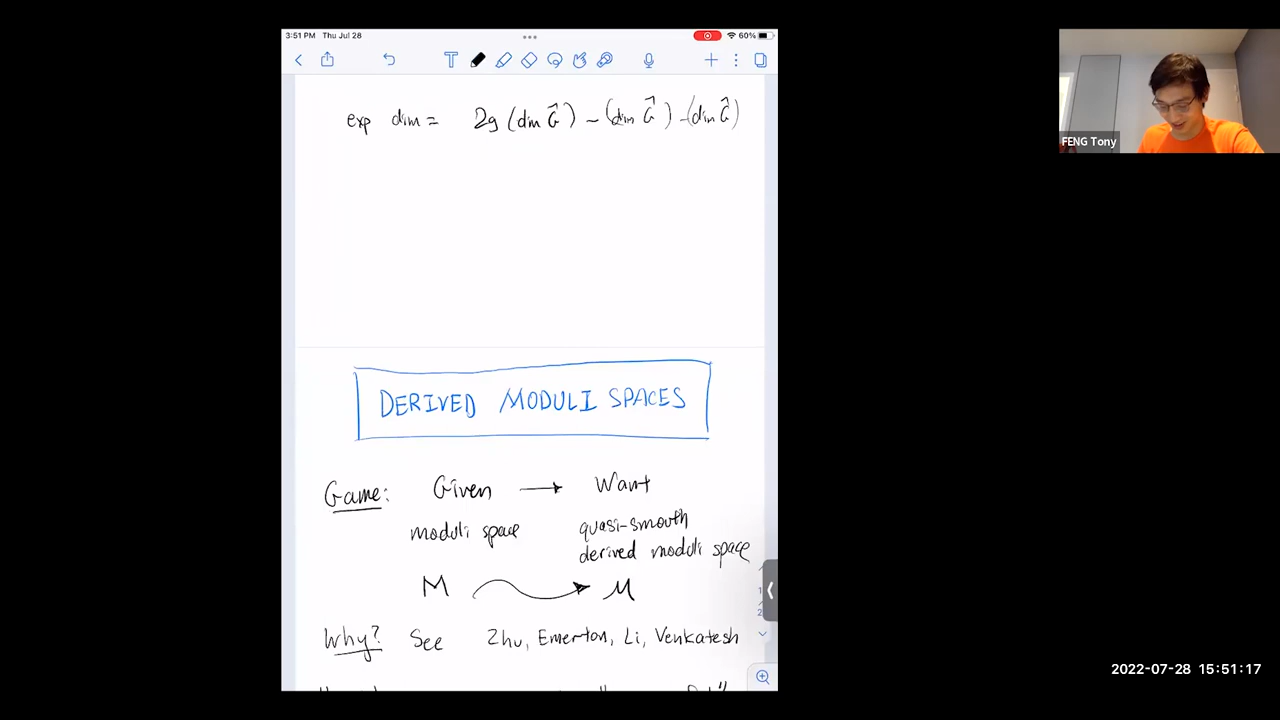 3:51 PM Thu Jul 28
60%
exp dim = 2g (dim Ĝ) - (dim Ĝ) - (dim Ĝ)
FENG Tony
DERIVED MODULI SPACES
Game: Given → Want
moduli space quasi-smooth
derived moduli space
M → M
Why? See Zhu, Emerton, Li, Venkatesh
2022-07-28 15:51:17